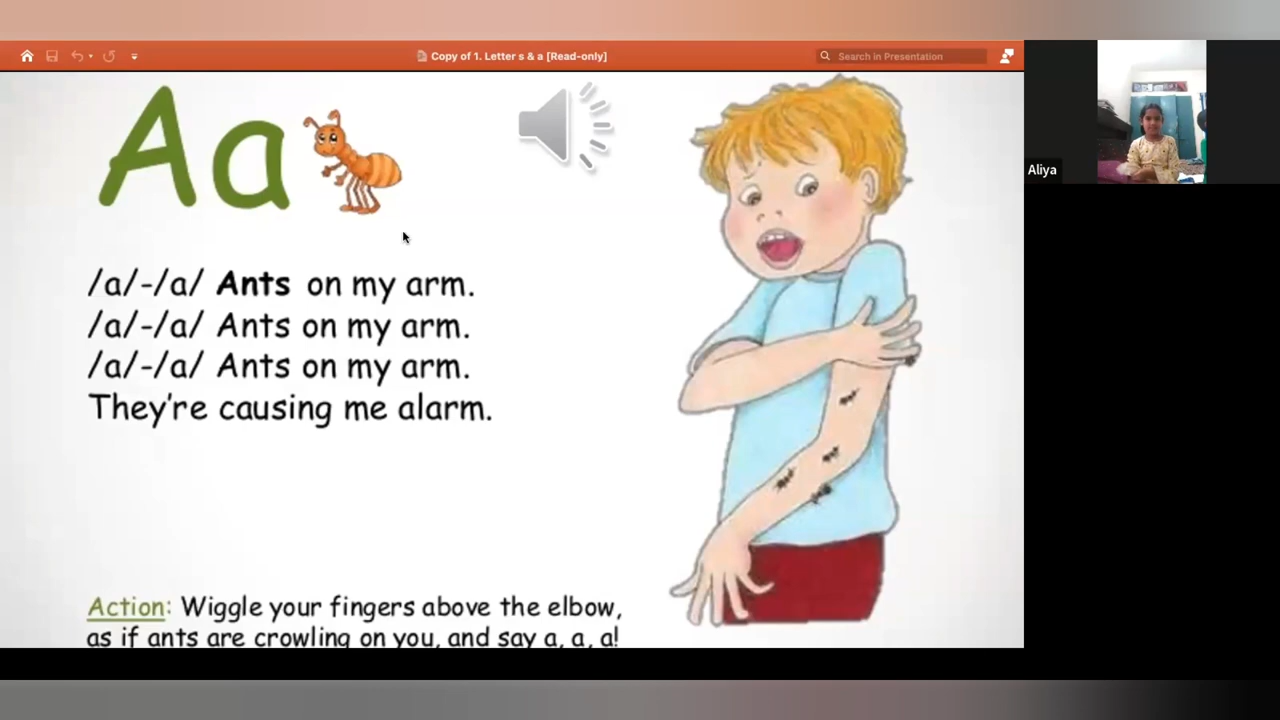 Copy of 1. Letter s & a [Read-only]
Search in Presentation
Aa
Aliya
/a/-/a/ Ants on my arm.
/a/-/a/ Ants on my arm.
/a/-/a/ Ants on my arm.
They're causing me alarm.
Action: Wiggle your fingers above the elbow,
as if ants are crowling on you, and say a, a, a!